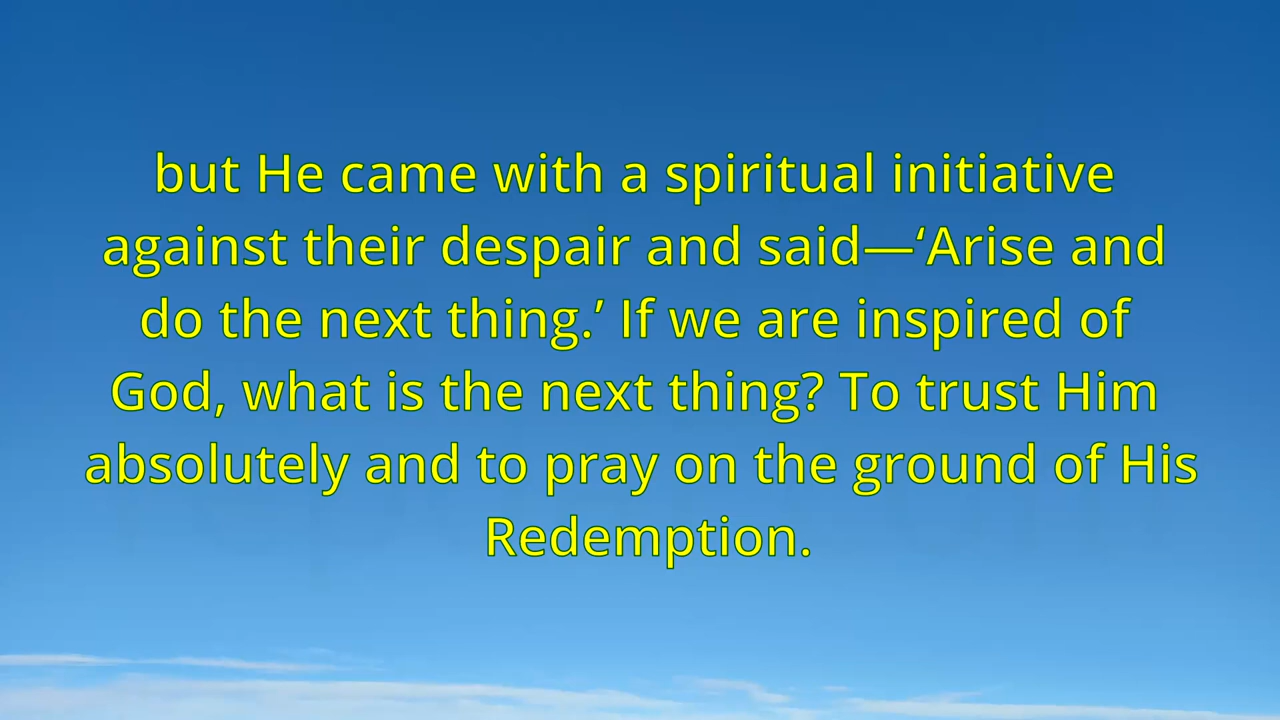 but He came with a spiritual initiative
against their despair and said—‘Arise and
do the next thing.’ If we are inspired of
God, what is the next thing? To trust Him
absolutely and to pray on the ground of His
Redemption.